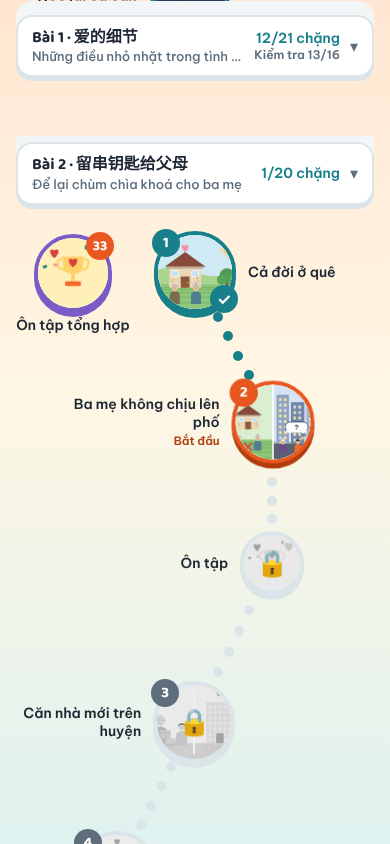 Bài 1 · 爱的细节
Những điều nhỏ nhặt trong tình ...
12/21 chặng
Kiểm tra 13/16
▼
Bài 2 · 留串钥匙给父母
Để lại chùm chìa khoá cho ba mẹ
1/20 chặng
▼
33
Ôn tập tổng hợp
1
Cả đời ở quê
2
Ba mẹ không chịu lên
phố
Bắt đầu
?
Ôn tập
3
Căn nhà mới trên
huyện
4